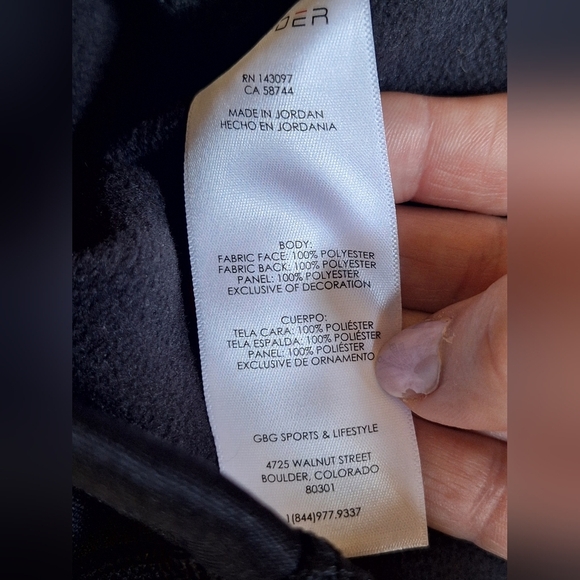 RN 143097
CA 58744
MADE IN JORDAN
HECHO EN JORDANIA
BODY:
FABRIC FACE: 100% POLYESTER
FABRIC BACK: 100% POLYESTER
PANEL: 100% POLYESTER
EXCLUSIVE OF DECORATION
CUERPO:
TELA CARA: 100% POLIÉSTER
TELA ESPALDA: 100% POLIÉSTER
PANEL: 100% POLIÉSTER
EXCLUSIVE DE ORNAMENTO
GBG SPORTS & LIFESTYLE
4725 WALNUT STREET
BOULDER, COLORADO
80301
1(844)977.9337